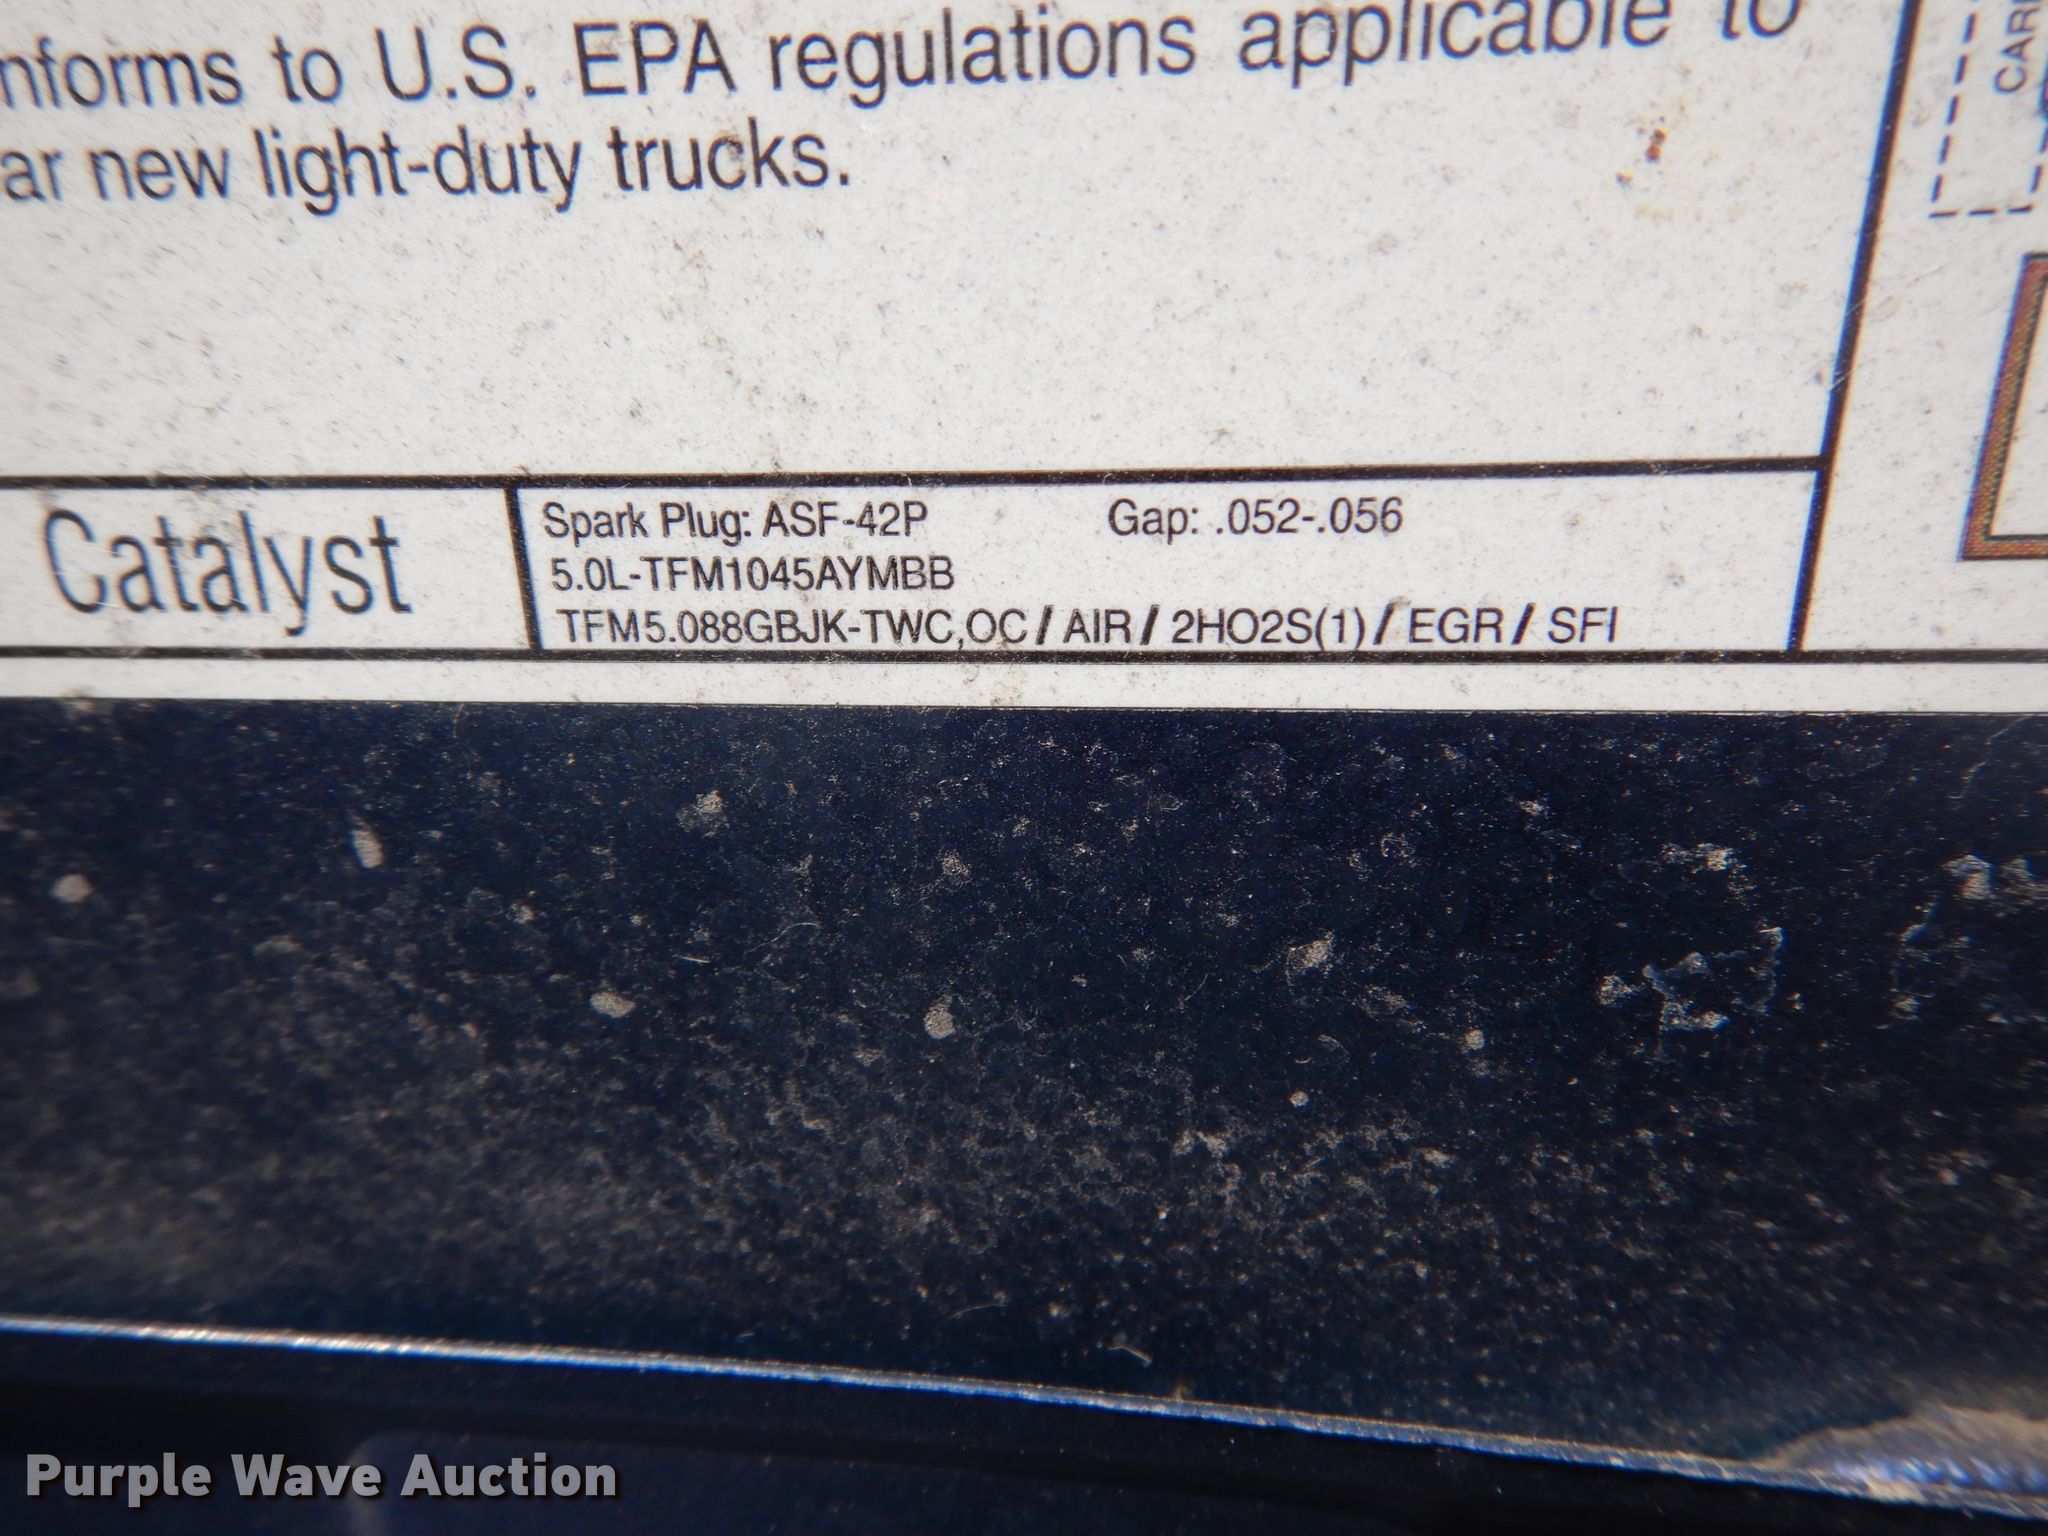 nforms to U.S. EPA regulations applicable to
ar new light-duty trucks.
Catalyst
Spark Plug: ASF-42P Gap: .052-.056
5.0L-TFM1045AYMBB
TFM5.088GBJK-TWC,OC/AIR/2HO2S(1)/EGR/SFI
Purple Wave Auction